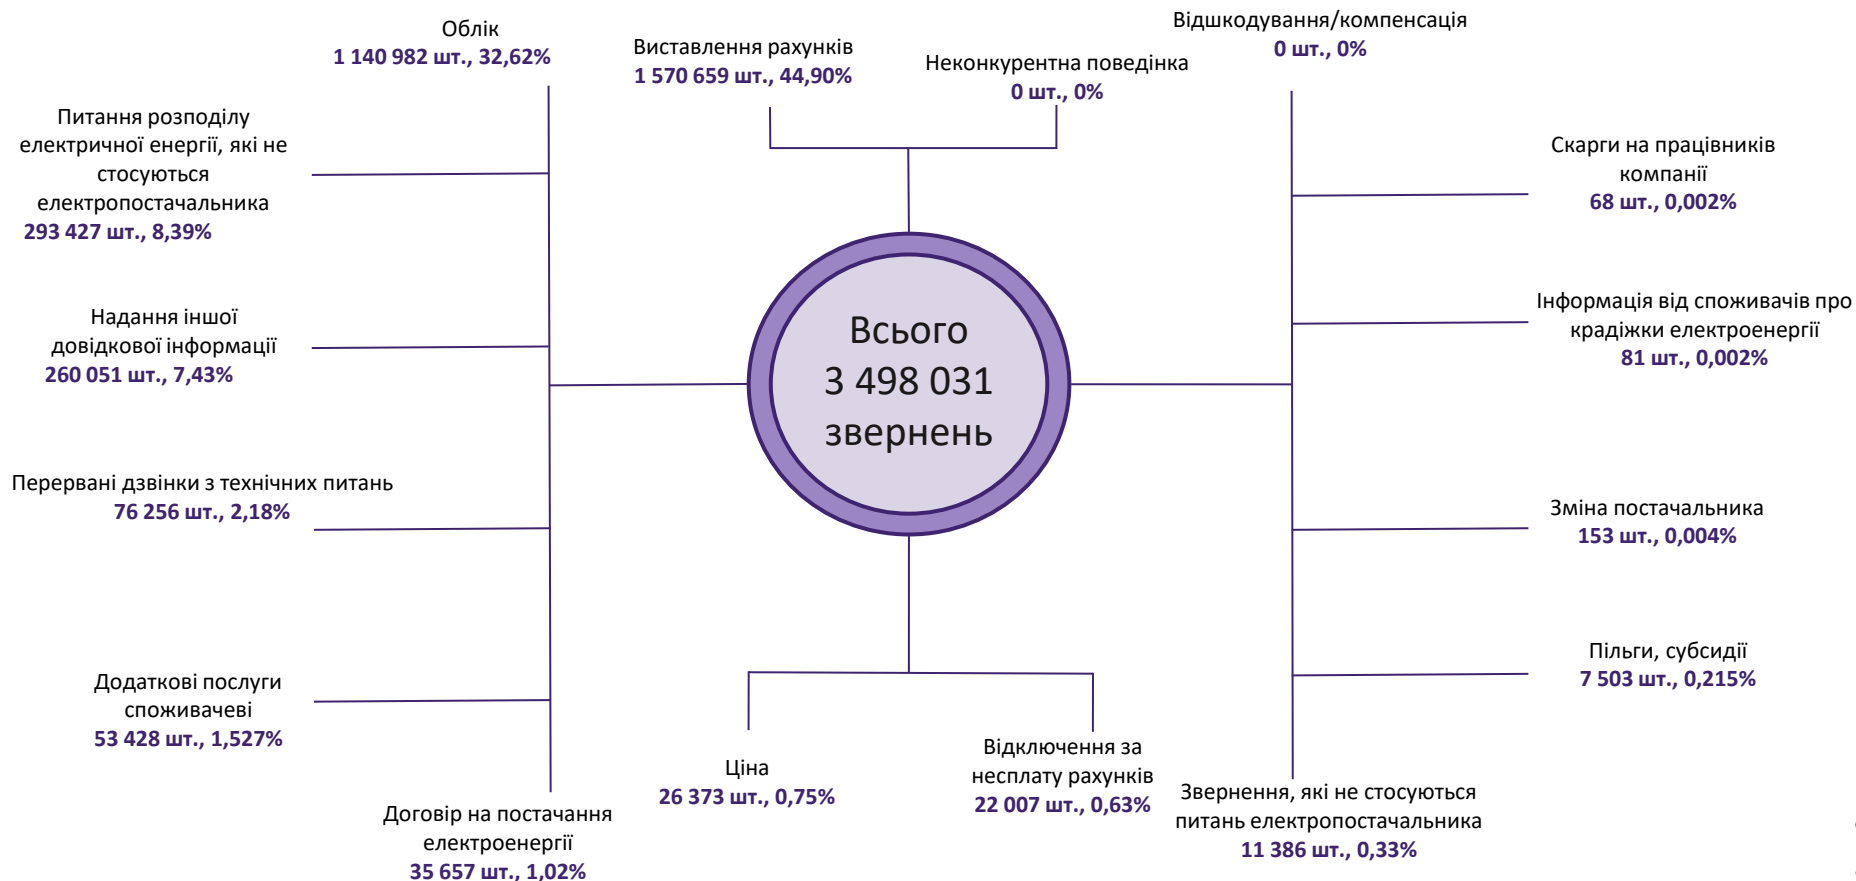 Облік
1 140 982 шт., 32,62%
Виставлення рахунків
1 570 659 шт., 44,90%
Неконкурентна поведінка
0 шт., 0%
Відшкодування/компенсація
0 шт., 0%
Питання розподілу
електричної енергії, які не
стосуються
електропостачальника
293 427 шт., 8,39%
Скарги на працівників
компанії
68 шт., 0,002%
Надання іншої
довідкової інформації
260 051 шт., 7,43%
Всього
3 498 031
звернень
Інформація від споживачів про
крадіжки електроенергії
81 шт., 0,002%
Перервані дзвінки з технічних питань
76 256 шт., 2,18%
Зміна постачальника
153 шт., 0,004%
Додаткові послуги
споживачеві
53 428 шт., 1,527%
Пільги, субсидії
7 503 шт., 0,215%
Договір на постачання
електроенергії
35 657 шт., 1,02%
Ціна
26 373 шт., 0,75%
Відключення за
несплату рахунків
22 007 шт., 0,63%
Звернення, які не стосуються
питань електропостачальника
11 386 шт., 0,33%